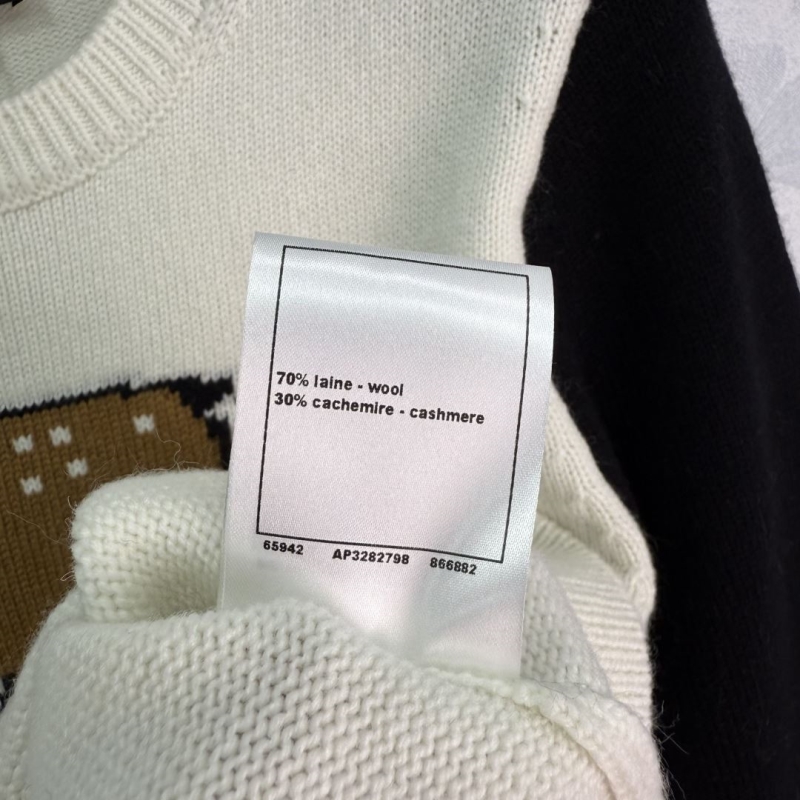 70% laine - wool
30% cachemire - cashmere
65942 AP3282798 866882